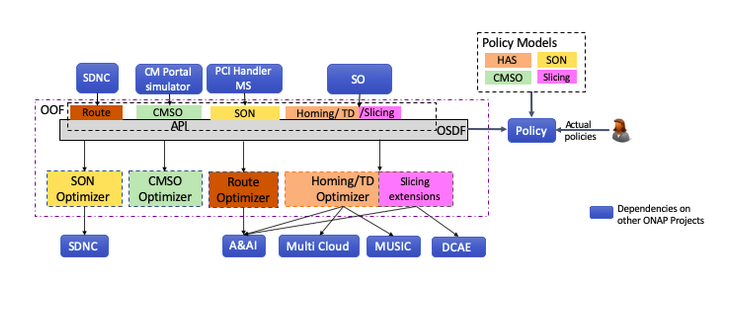 Policy Models
HAS
SON
CMSO
Slicing
SDNC
CM Portal
simulator
PCI Handler
MS
SO
OOF
Route
CMSO
SON
Homing/ TD
/Slicing
API
OSDF
Policy
Actual
policies
SON
Optimizer
CMSO
Optimizer
Route
Optimizer
Homing/TD
Optimizer
Slicing
extensions
SDNC
A&AI
Multi Cloud
MUSIC
DCAE
Dependencies on
other ONAP Projects